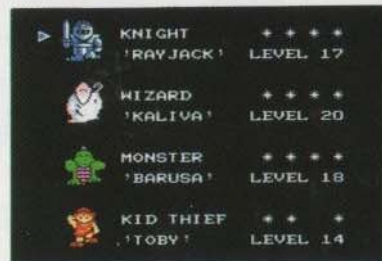 KNIGHT * * * *
'RAYJACK' LEVEL 17
WIZARD * * * *
'KALIVA' LEVEL 20
MONSTER * * * *
'BARUSA' LEVEL 18
KID THIEF * * *
'TOBY' LEVEL 14